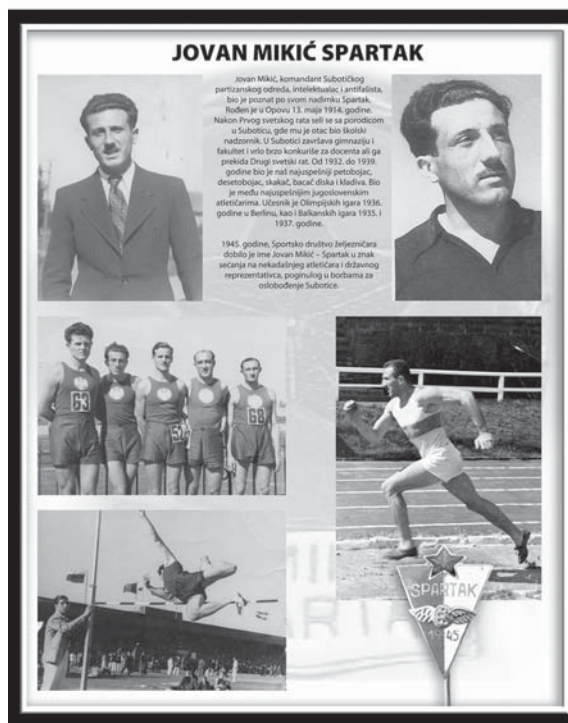 JOVAN MIKIĆ SPARTAK
Jovan Mikić, komandant Subotičkog
partizanskog odreda, intelektualac i antifašista,
bio je poznat po svom nadimku Spartak.
Rođen je u Opovu 13. maja 1914. godine.
Nakon Prvog svetskog rata seli se sa porodicom
u Suboticu, gde mu je otac bio školski
nadzornik. U Subotici završava gimnaziju i
fakultet i vrlo brzo konkuriše za docenta ali ga
prekida Drugi svetski rat. Od 1932. do 1939.
godine bio je naš najuspešniji petobojac,
desetobojac, skakač, bacač diska i kladiva. Bio
je među najuspešnijim jugoslovenskim
atletičarima. Učesnik je Olimpijskih igara 1936.
godine u Berlinu, kao i Balkanskih igara 1935. i
1937. godine.
1945. godine, Sportsko društvo željezničara
dobilo je ime Jovan Mikić – Spartak u znak
sećanja na nekadašnjeg atletičara i državnog
reprezentativca, poginulog u borbama za
oslobođenje Subotice.
63
52
68
SPARTAK
1945